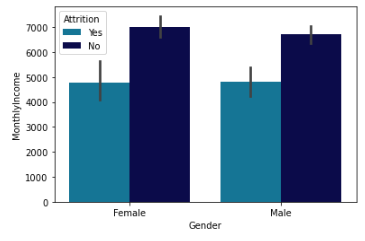 Attrition
Yes
No
7000
6000
5000
4000
3000
2000
1000
0
MonthlyIncome
Female
Male
Gender